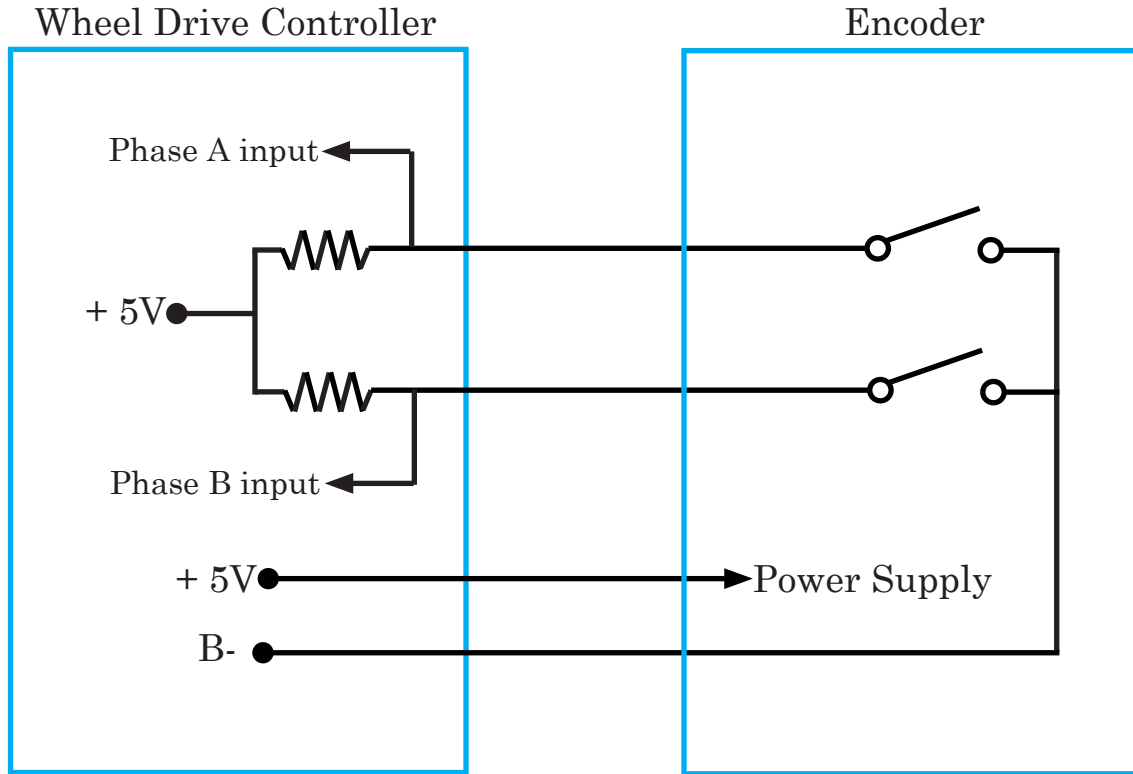 Wheel Drive Controller
Encoder
Phase A input
+ 5V
Phase B input
+ 5V
Power Supply
B-